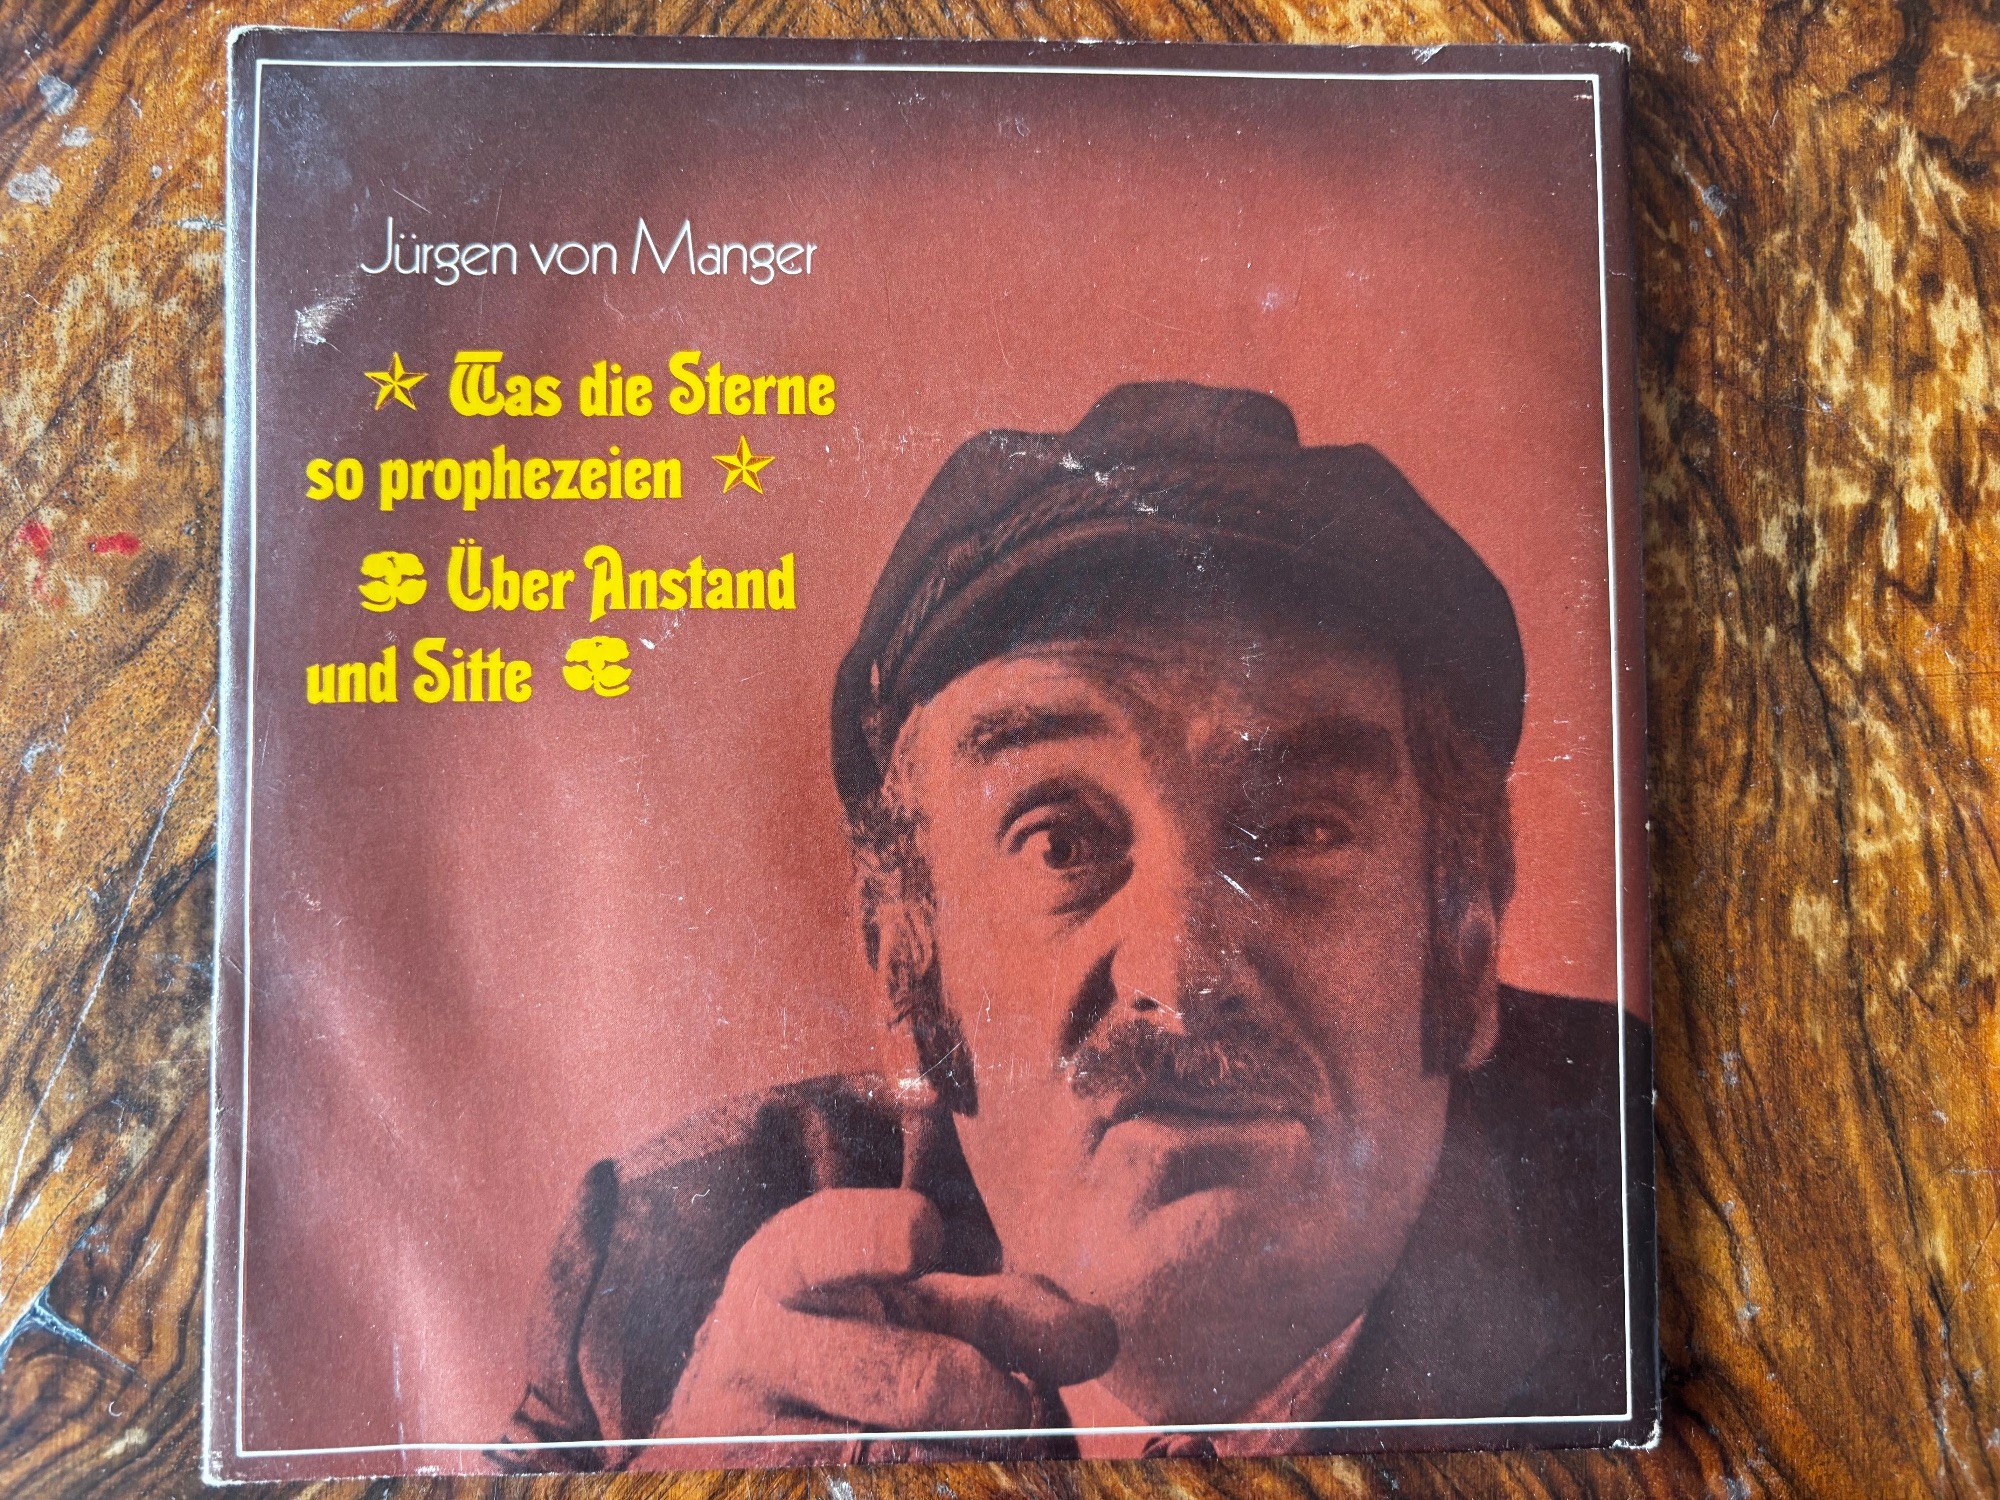 Jürgen von Manger
Was die Sterne
so prophezeien
Über Anstand
und Sitte